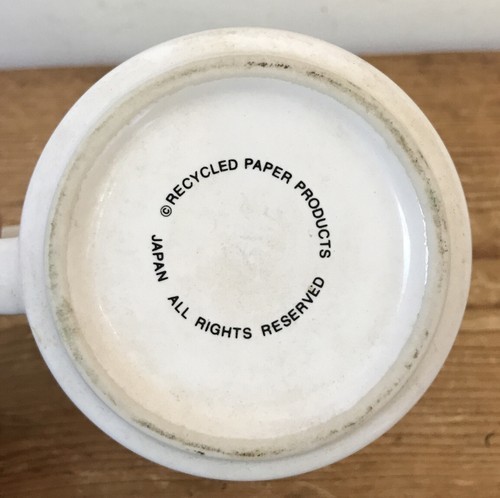 ©RECYCLED PAPER PRODUCTS
JAPAN ALL RIGHTS RESERVED